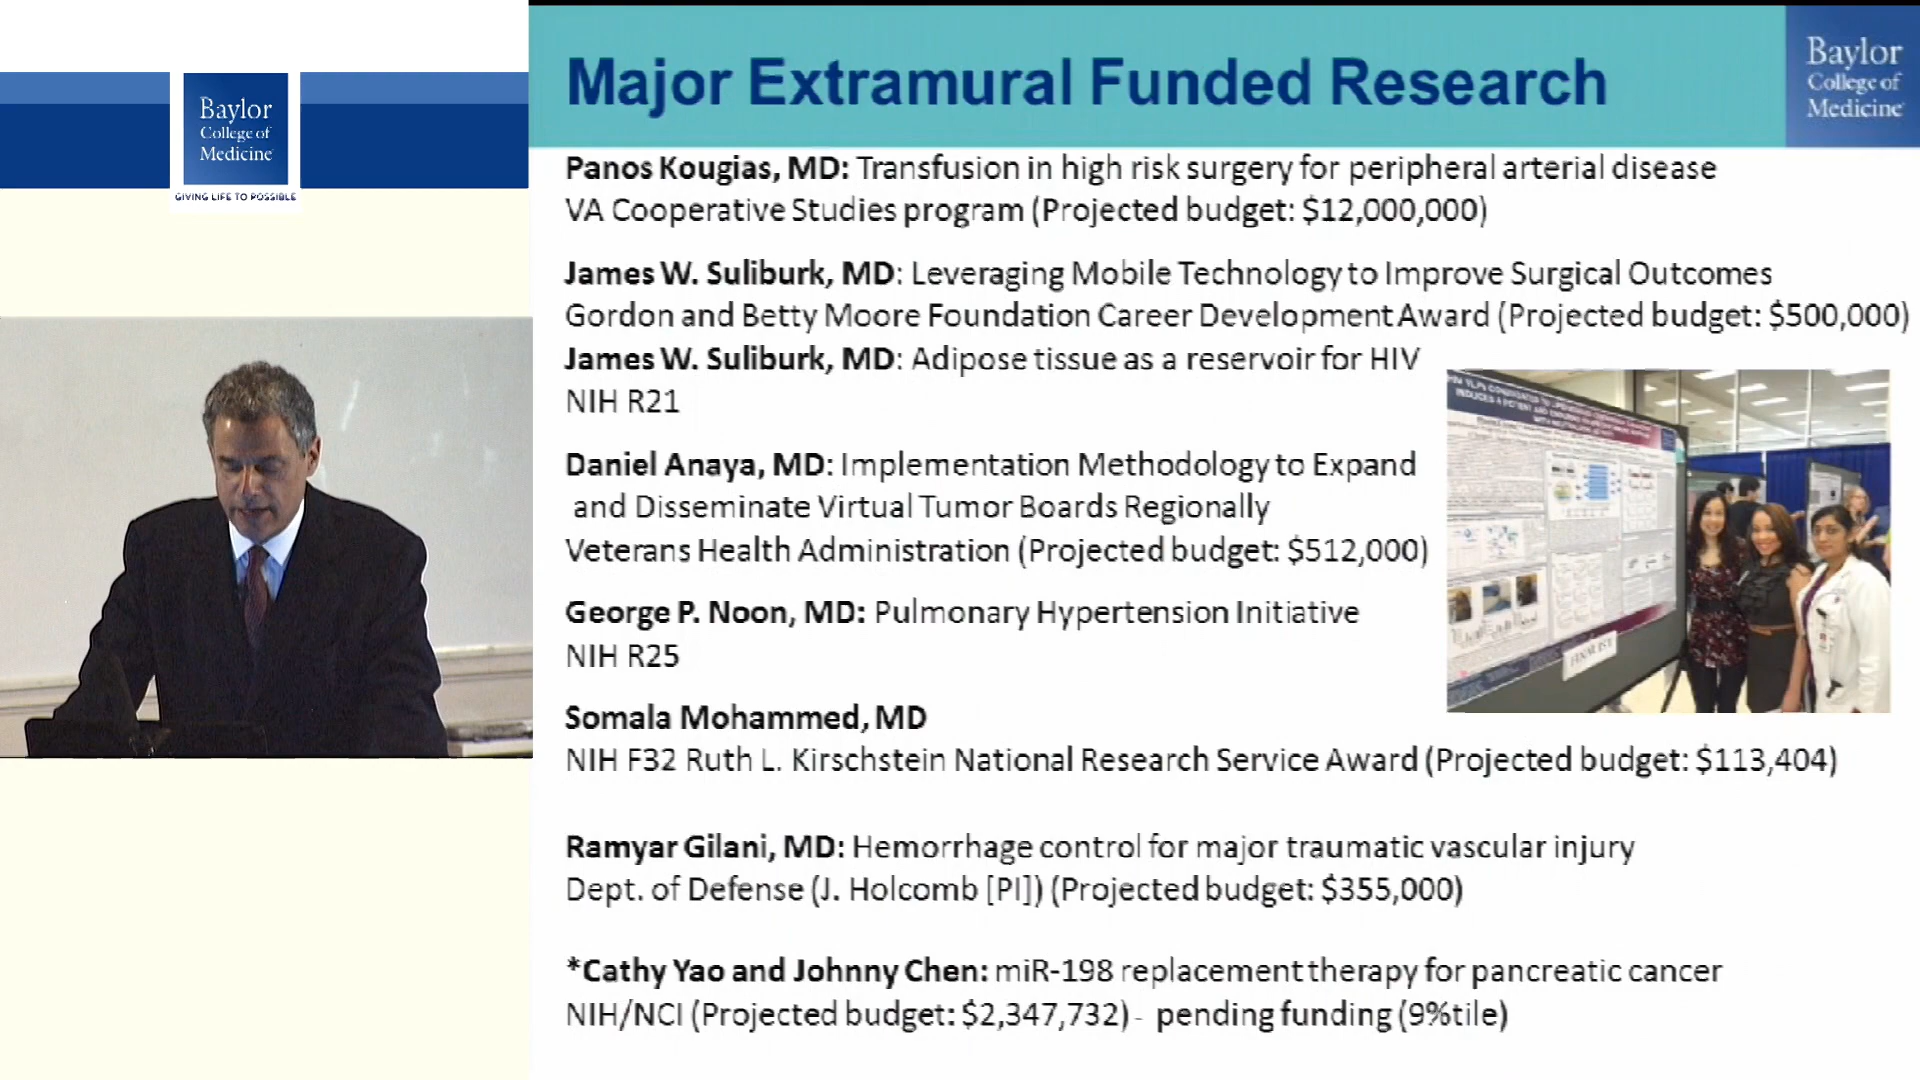 Baylor
College of
Medicine
GIVING LIFE TO POSSIBLE
Major Extramural Funded Research
Baylor
College of
Medicine
Panos Kougias, MD: Transfusion in high risk surgery for peripheral arterial disease
VA Cooperative Studies program (Projected budget: $12,000,000)
James W. Suliburk, MD: Leveraging Mobile Technology to Improve Surgical Outcomes
Gordon and Betty Moore Foundation Career Development Award (Projected budget: $500,000)
James W. Suliburk, MD: Adipose tissue as a reservoir for HIV
NIH R21
Daniel Anaya, MD: Implementation Methodology to Expand
and Disseminate Virtual Tumor Boards Regionally
Veterans Health Administration (Projected budget: $512,000)
George P. Noon, MD: Pulmonary Hypertension Initiative
NIH R25
FINALIST
Somala Mohammed, MD
NIH F32 Ruth L. Kirschstein National Research Service Award (Projected budget: $113,404)
Ramyar Gilani, MD: Hemorrhage control for major traumatic vascular injury
Dept. of Defense (J. Holcomb [PI]) (Projected budget: $355,000)
*Cathy Yao and Johnny Chen: miR-198 replacement therapy for pancreatic cancer
NIH/NCI (Projected budget: $2,347,732) - pending funding (9%tile)